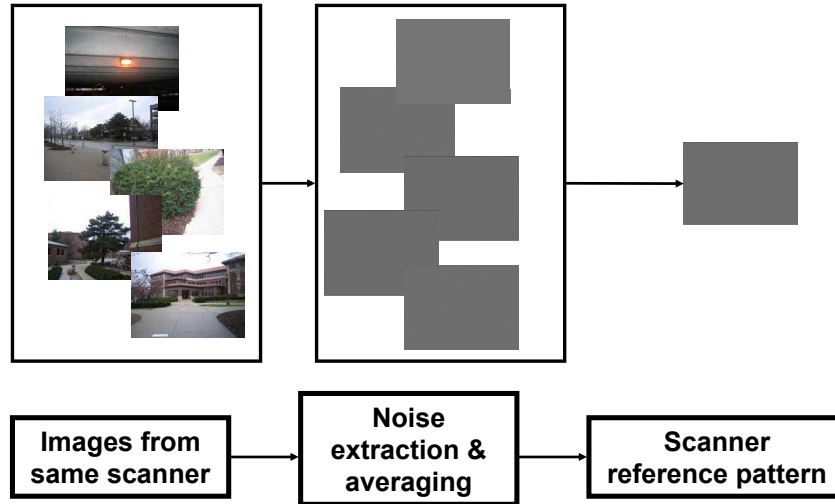 Images from
same scanner
Noise
extraction &
averaging
Scanner
reference pattern